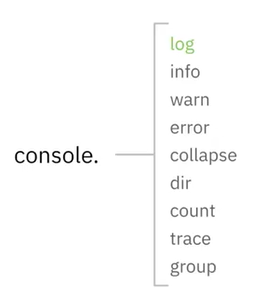 console.
log
info
warn
error
collapse
dir
count
trace
group